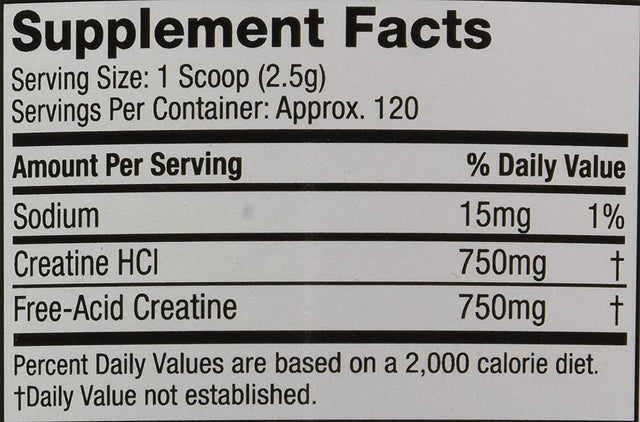 Supplement Facts
Serving Size: 1 Scoop (2.5g)
Servings Per Container: Approx. 120
Amount Per Serving % Daily Value
Sodium 15mg 1%
Creatine HCl 750mg †
Free-Acid Creatine 750mg †
Percent Daily Values are based on a 2,000 calorie diet.
†Daily Value not established.